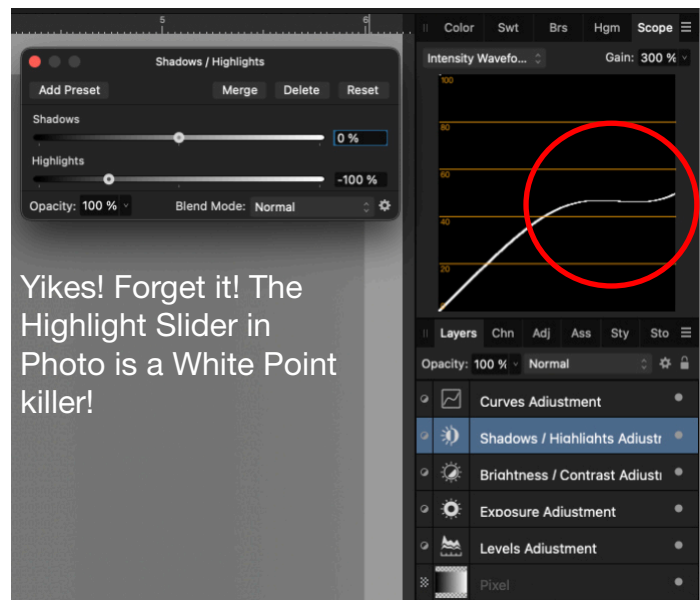 5
6
Color Swt Brs Hgm Scope
Shadows / Highlights
Intensity Wavefo... Gain: 300 %
100
Add Preset Merge Delete Reset
Shadows
0 %
80
Highlights
-100 %
60
Opacity: 100 % Blend Mode: Normal
40
20
0
Yikes! Forget it! The
Highlight Slider in
Photo is a White Point
killer!
Layers Chn Adj Ass Sty Sto
Opacity: 100 % Normal
Curves Adjustment
Shadows / Highlights Adjustr
Brightness / Contrast Adjustı
Exposure Adjustment
Levels Adjustment
Pixel